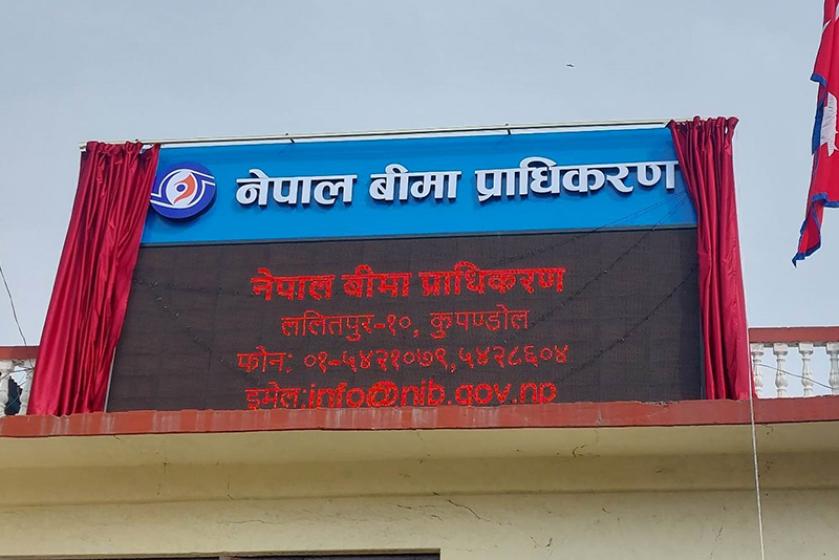 नेपाल बीमा प्राधिकरण
नेपाल बीमा प्राधिकरण
ललितपुर-१०, कुपण्डोल
फोन: ०१-५४२१०७९,५४२८६०४
इमेल:info@nib.gov.np